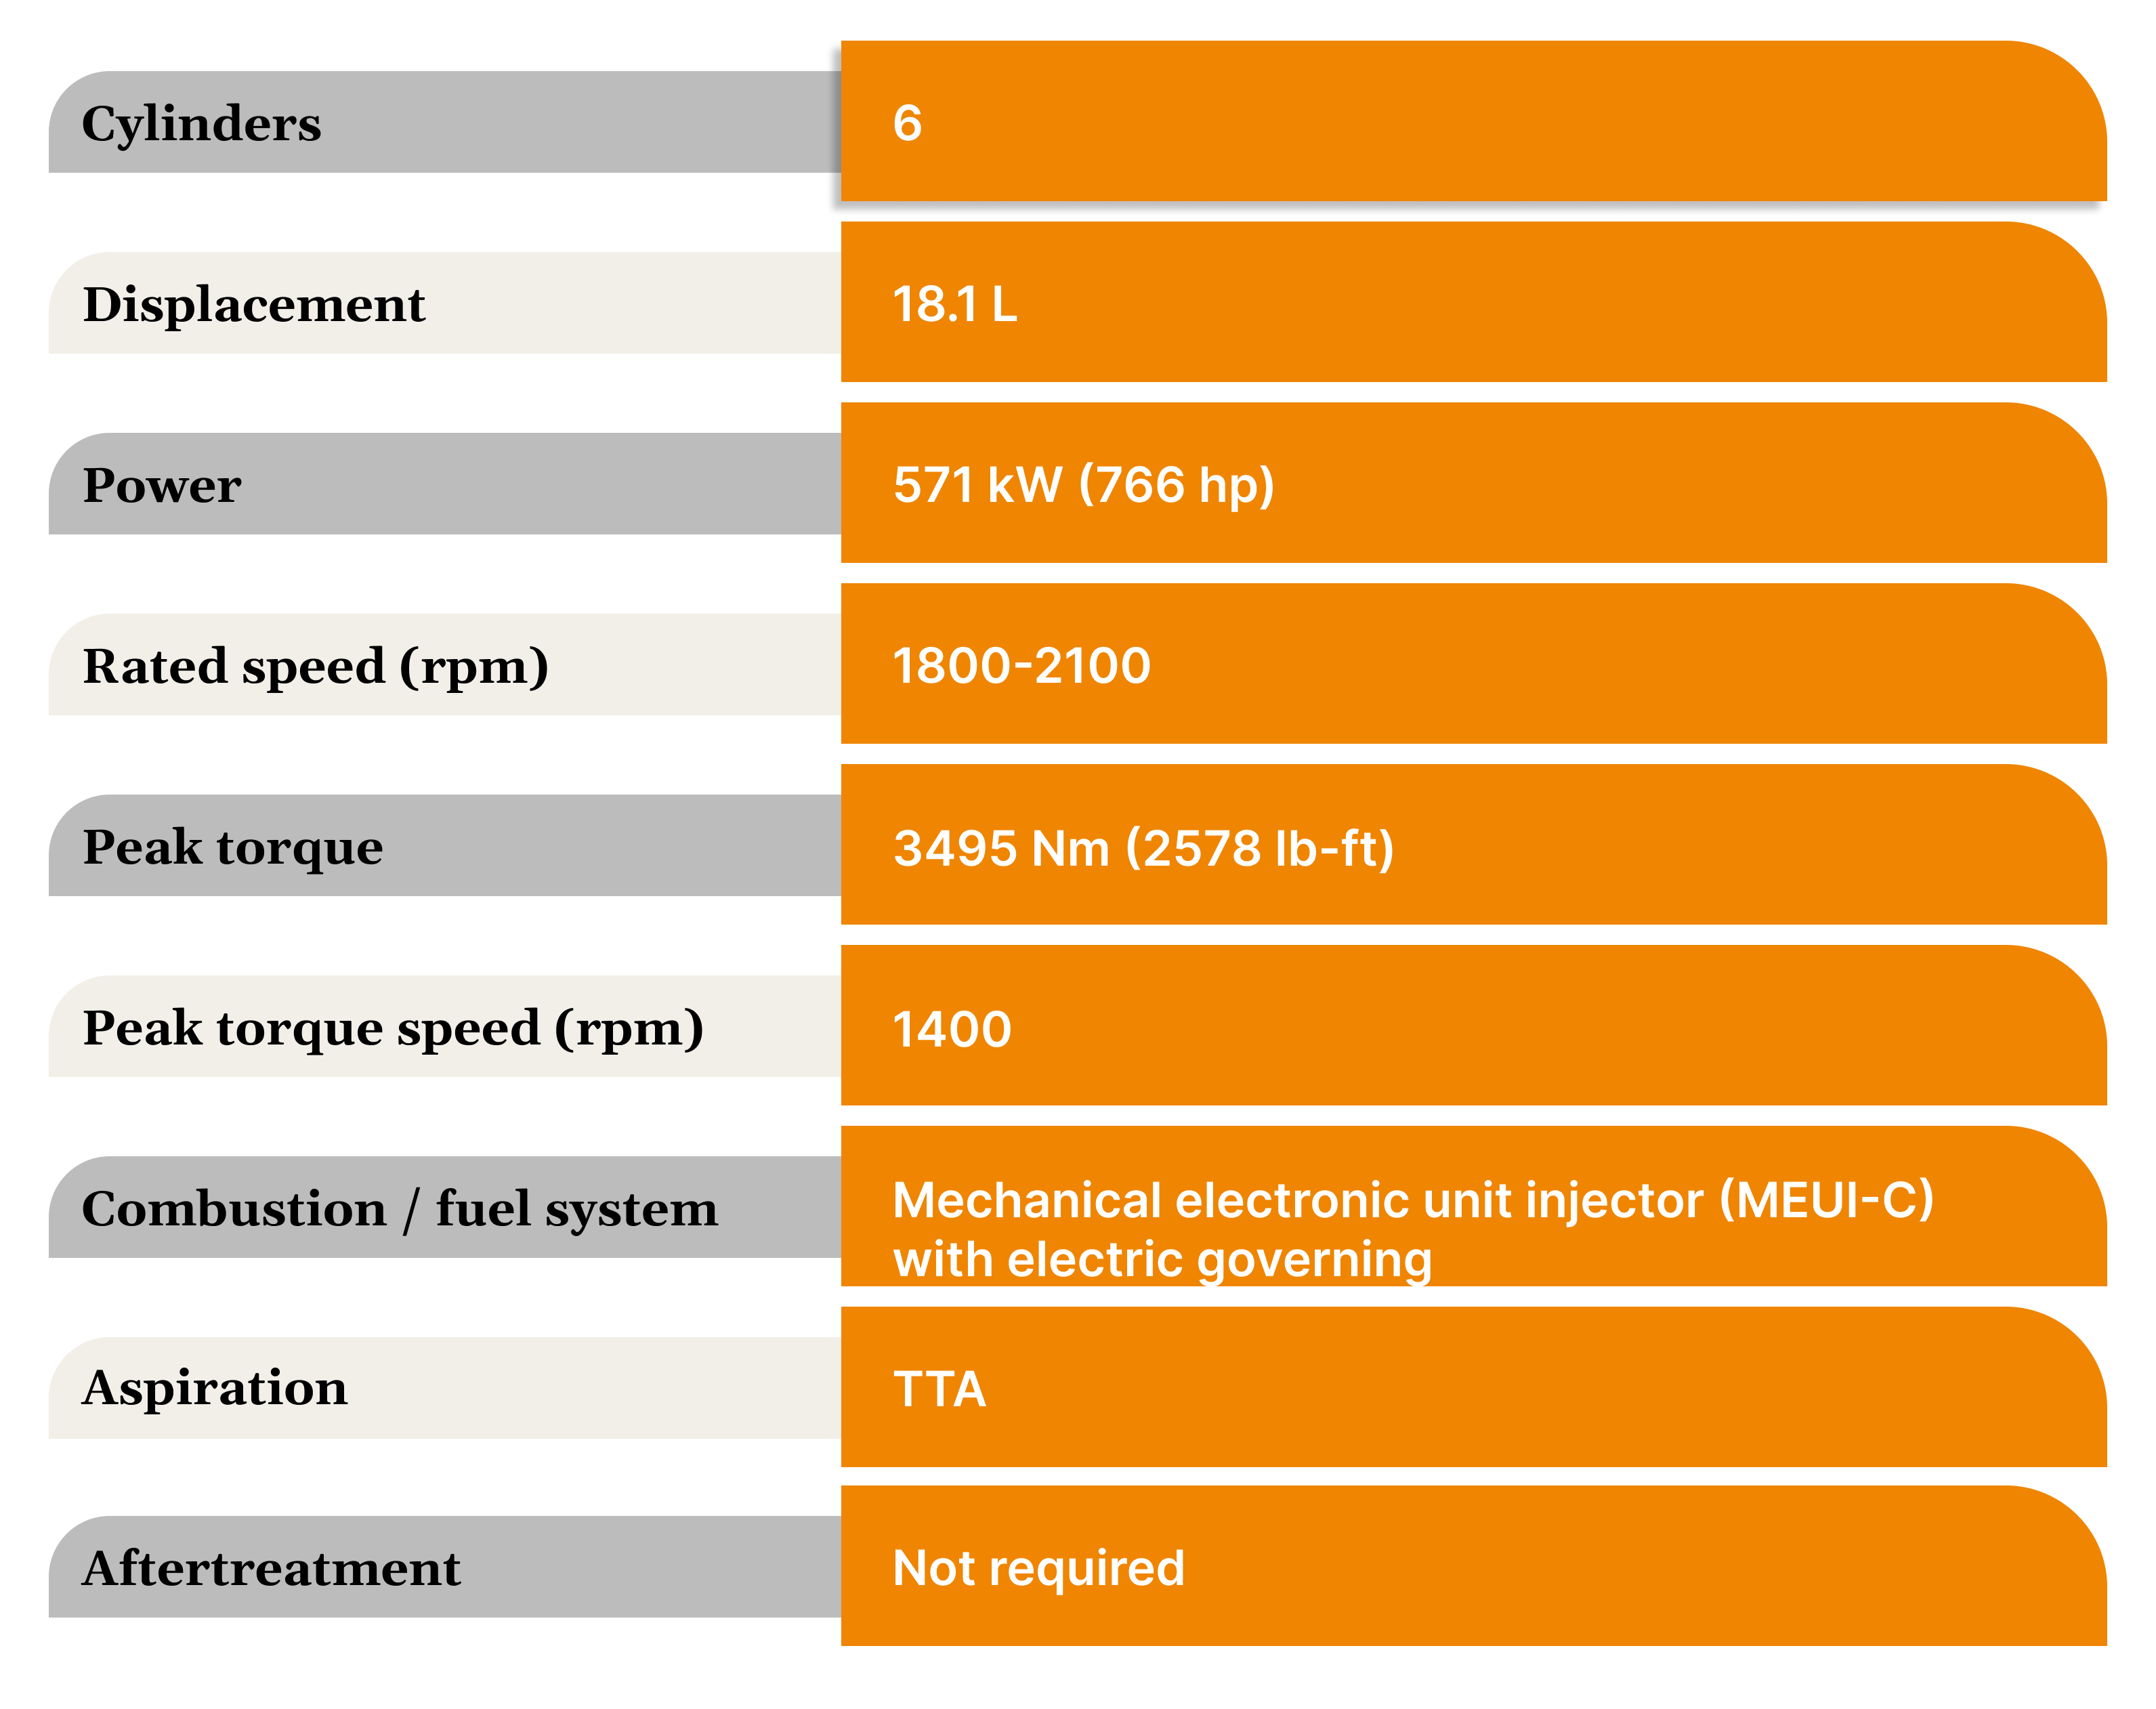 Cylinders
6
Displacement
18.1 L
Power
571 kW (766 hp)
Rated speed (rpm)
1800-2100
Peak torque
3495 Nm (2578 lb-ft)
Peak torque speed (rpm)
1400
Combustion / fuel system
Mechanical electronic unit injector (MEUI-C)
with electric governing
Aspiration
TTA
Aftertreatment
Not required